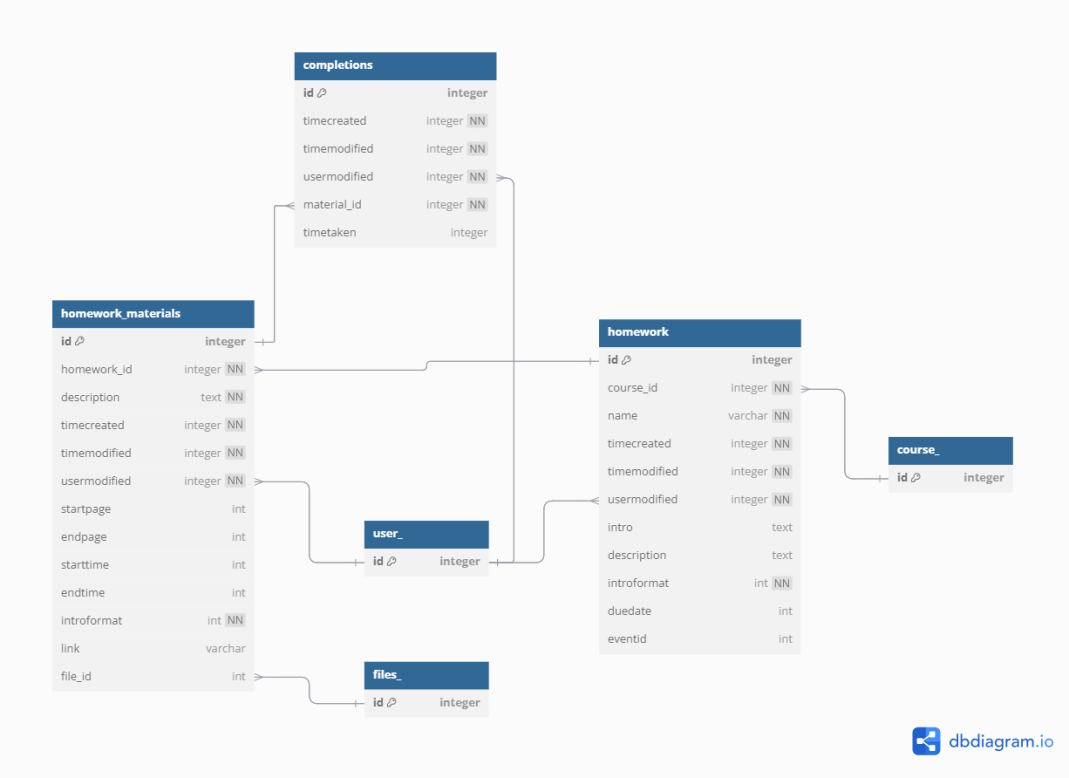 completions
id integer
timecreated integer NN
timemodified integer NN
usermodified integer NN
material_id integer NN
timetaken integer
homework_materials
id integer
homework_id integer NN
description text NN
timecreated integer NN
timemodified integer NN
usermodified integer NN
startpage int
endpage int
starttime int
endtime int
introformat int NN
link varchar
file_id int
homework
id integer
course_id integer NN
name varchar NN
timecreated integer NN
timemodified integer NN
usermodified integer NN
intro text
description text
introformat int NN
duedate int
eventid int
course_
id integer
user_
id integer
files_
id integer
dbdiagram.io